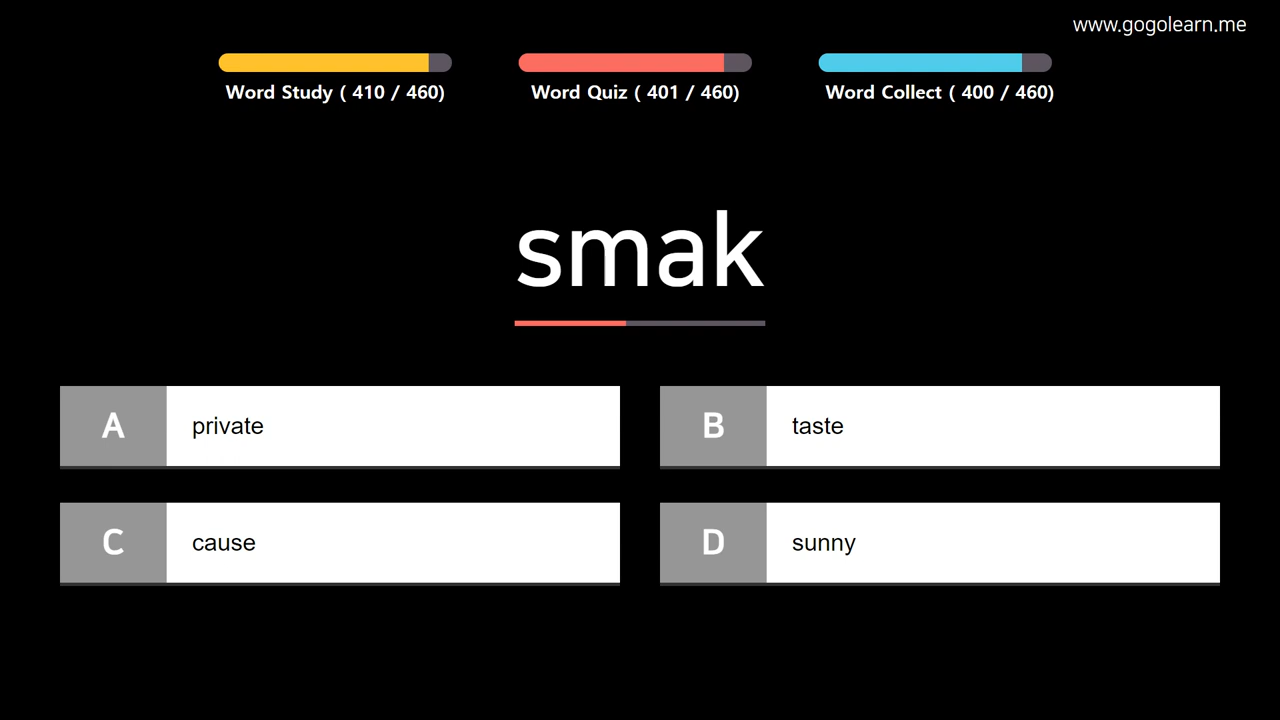 www.gogolearn.me
Word Study ( 410 / 460)
Word Quiz ( 401 / 460)
Word Collect ( 400 / 460)
smak
A private
B taste
C cause
D sunny